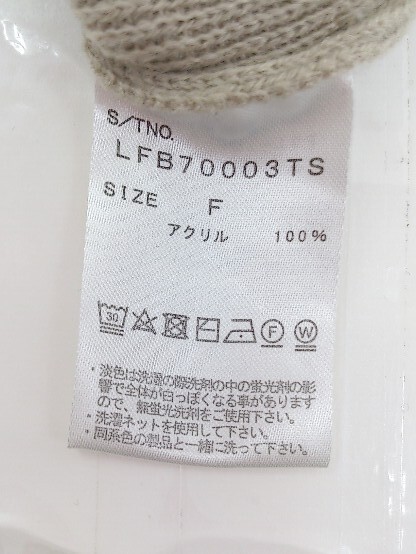 S/TNO.
LFB70003TS
SIZE F
アクリル 100%
30 F W
・淡色は洗濯の際洗剤の中の蛍光剤の影
響で全体が白っぽくなる事があります
ので、無蛍光洗剤をご使用下さい。
・洗濯ネットを使用して下さい。
・同系色の製品と一緒に洗って下さい。